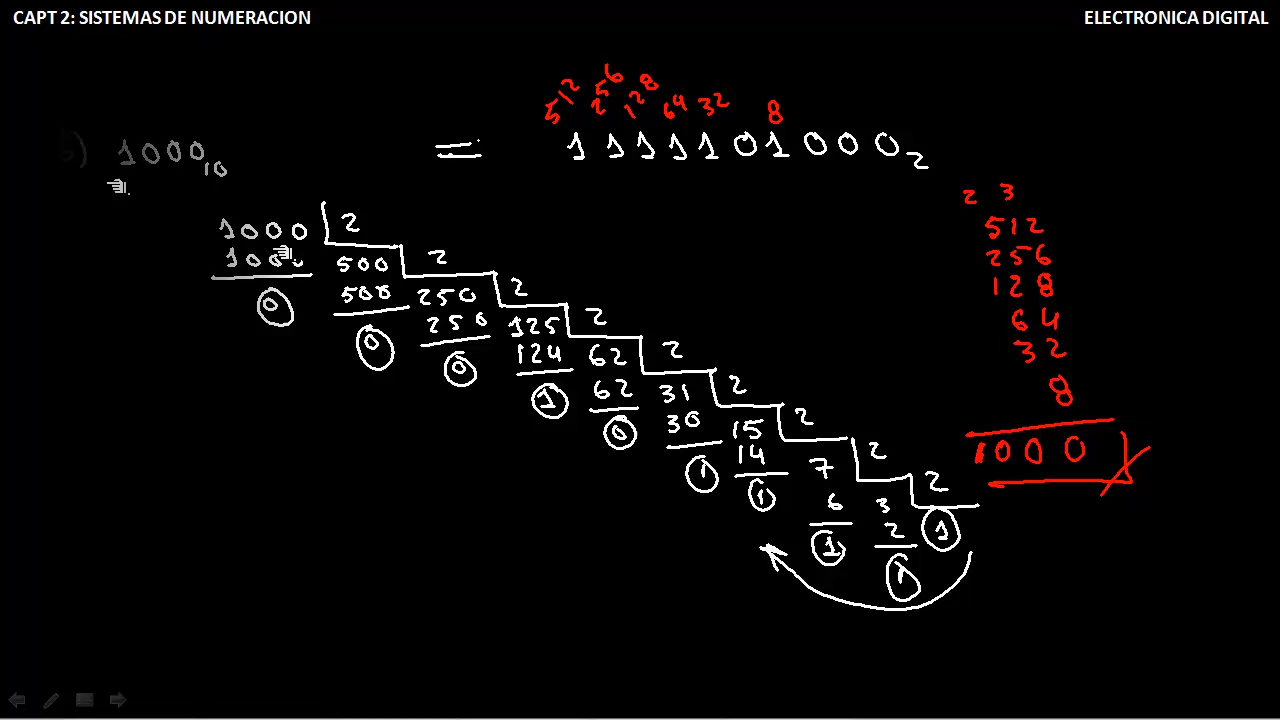 CAPT 2: SISTEMAS DE NUMERACION
ELECTRONICA DIGITAL
512 256 128 64 32 8
b) 1000₁₀ = 1111101000₂
2 3
1000 2
512
1000 500 2
256
0 500 250 2
128
0 250 125 2
64
0 124 62 2
32
1 62 31 2
8
0 30 15 2
1 14 7 2
1000
1 6 3 2
1 2 1
1